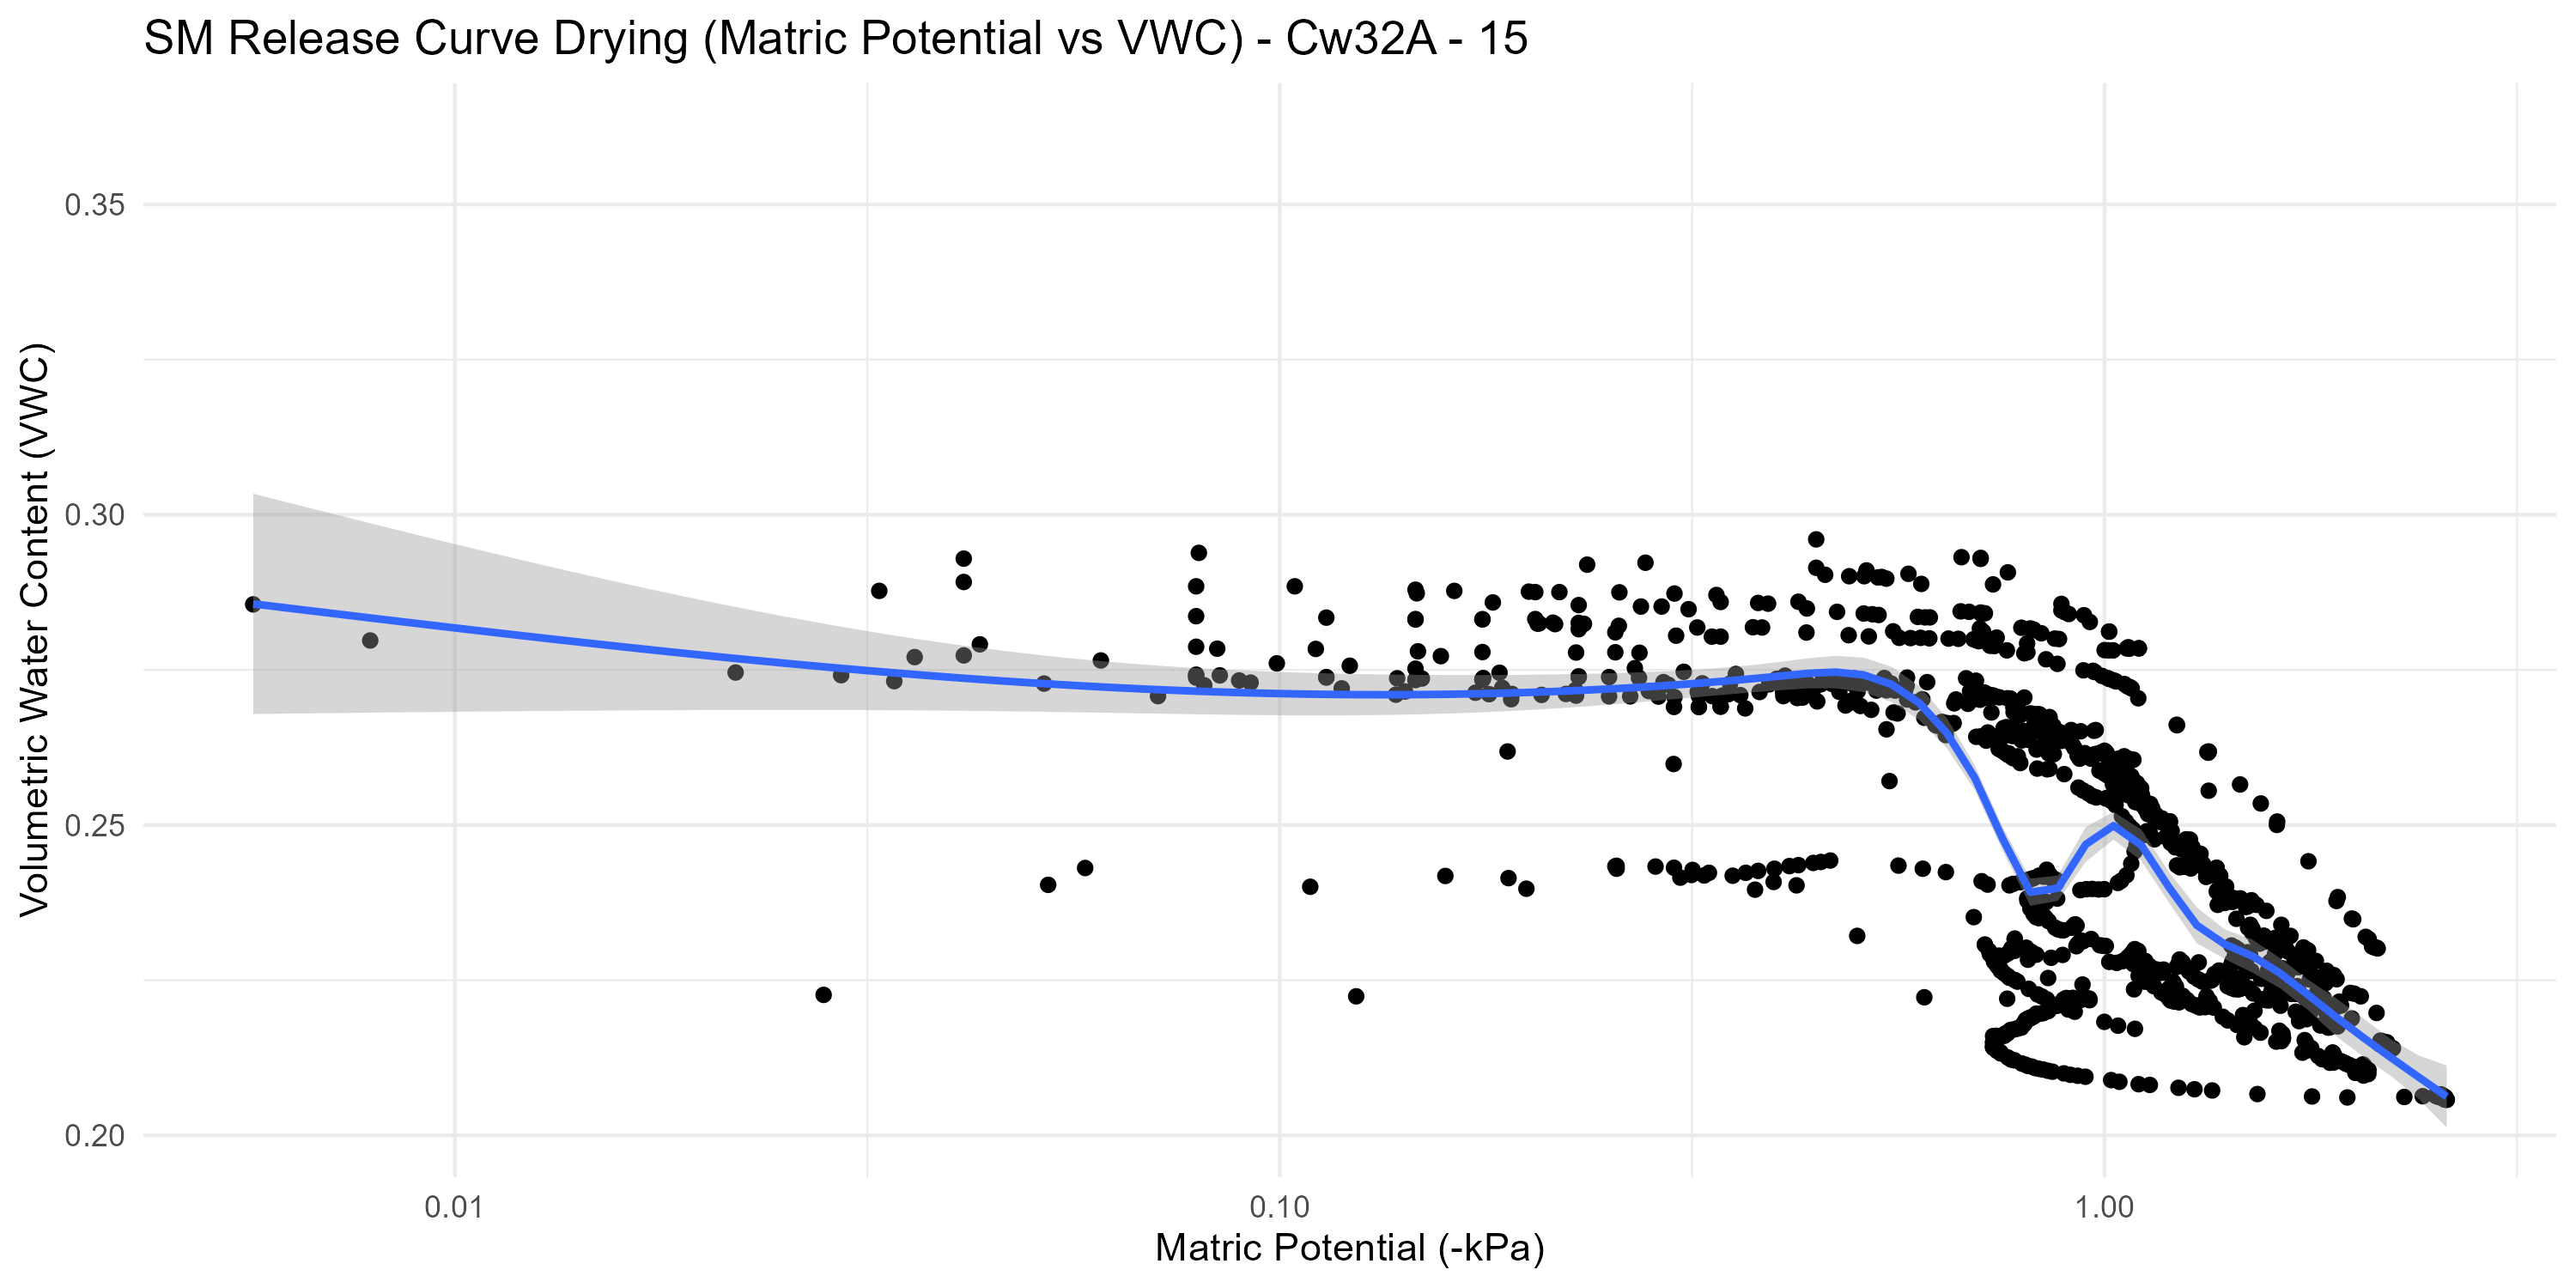 SM Release Curve Drying (Matric Potential vs VWC) - Cw32A - 15
Volumetric Water Content (VWC)
0.35
0.30
0.25
0.20
0.01
0.10
1.00
Matric Potential (-kPa)